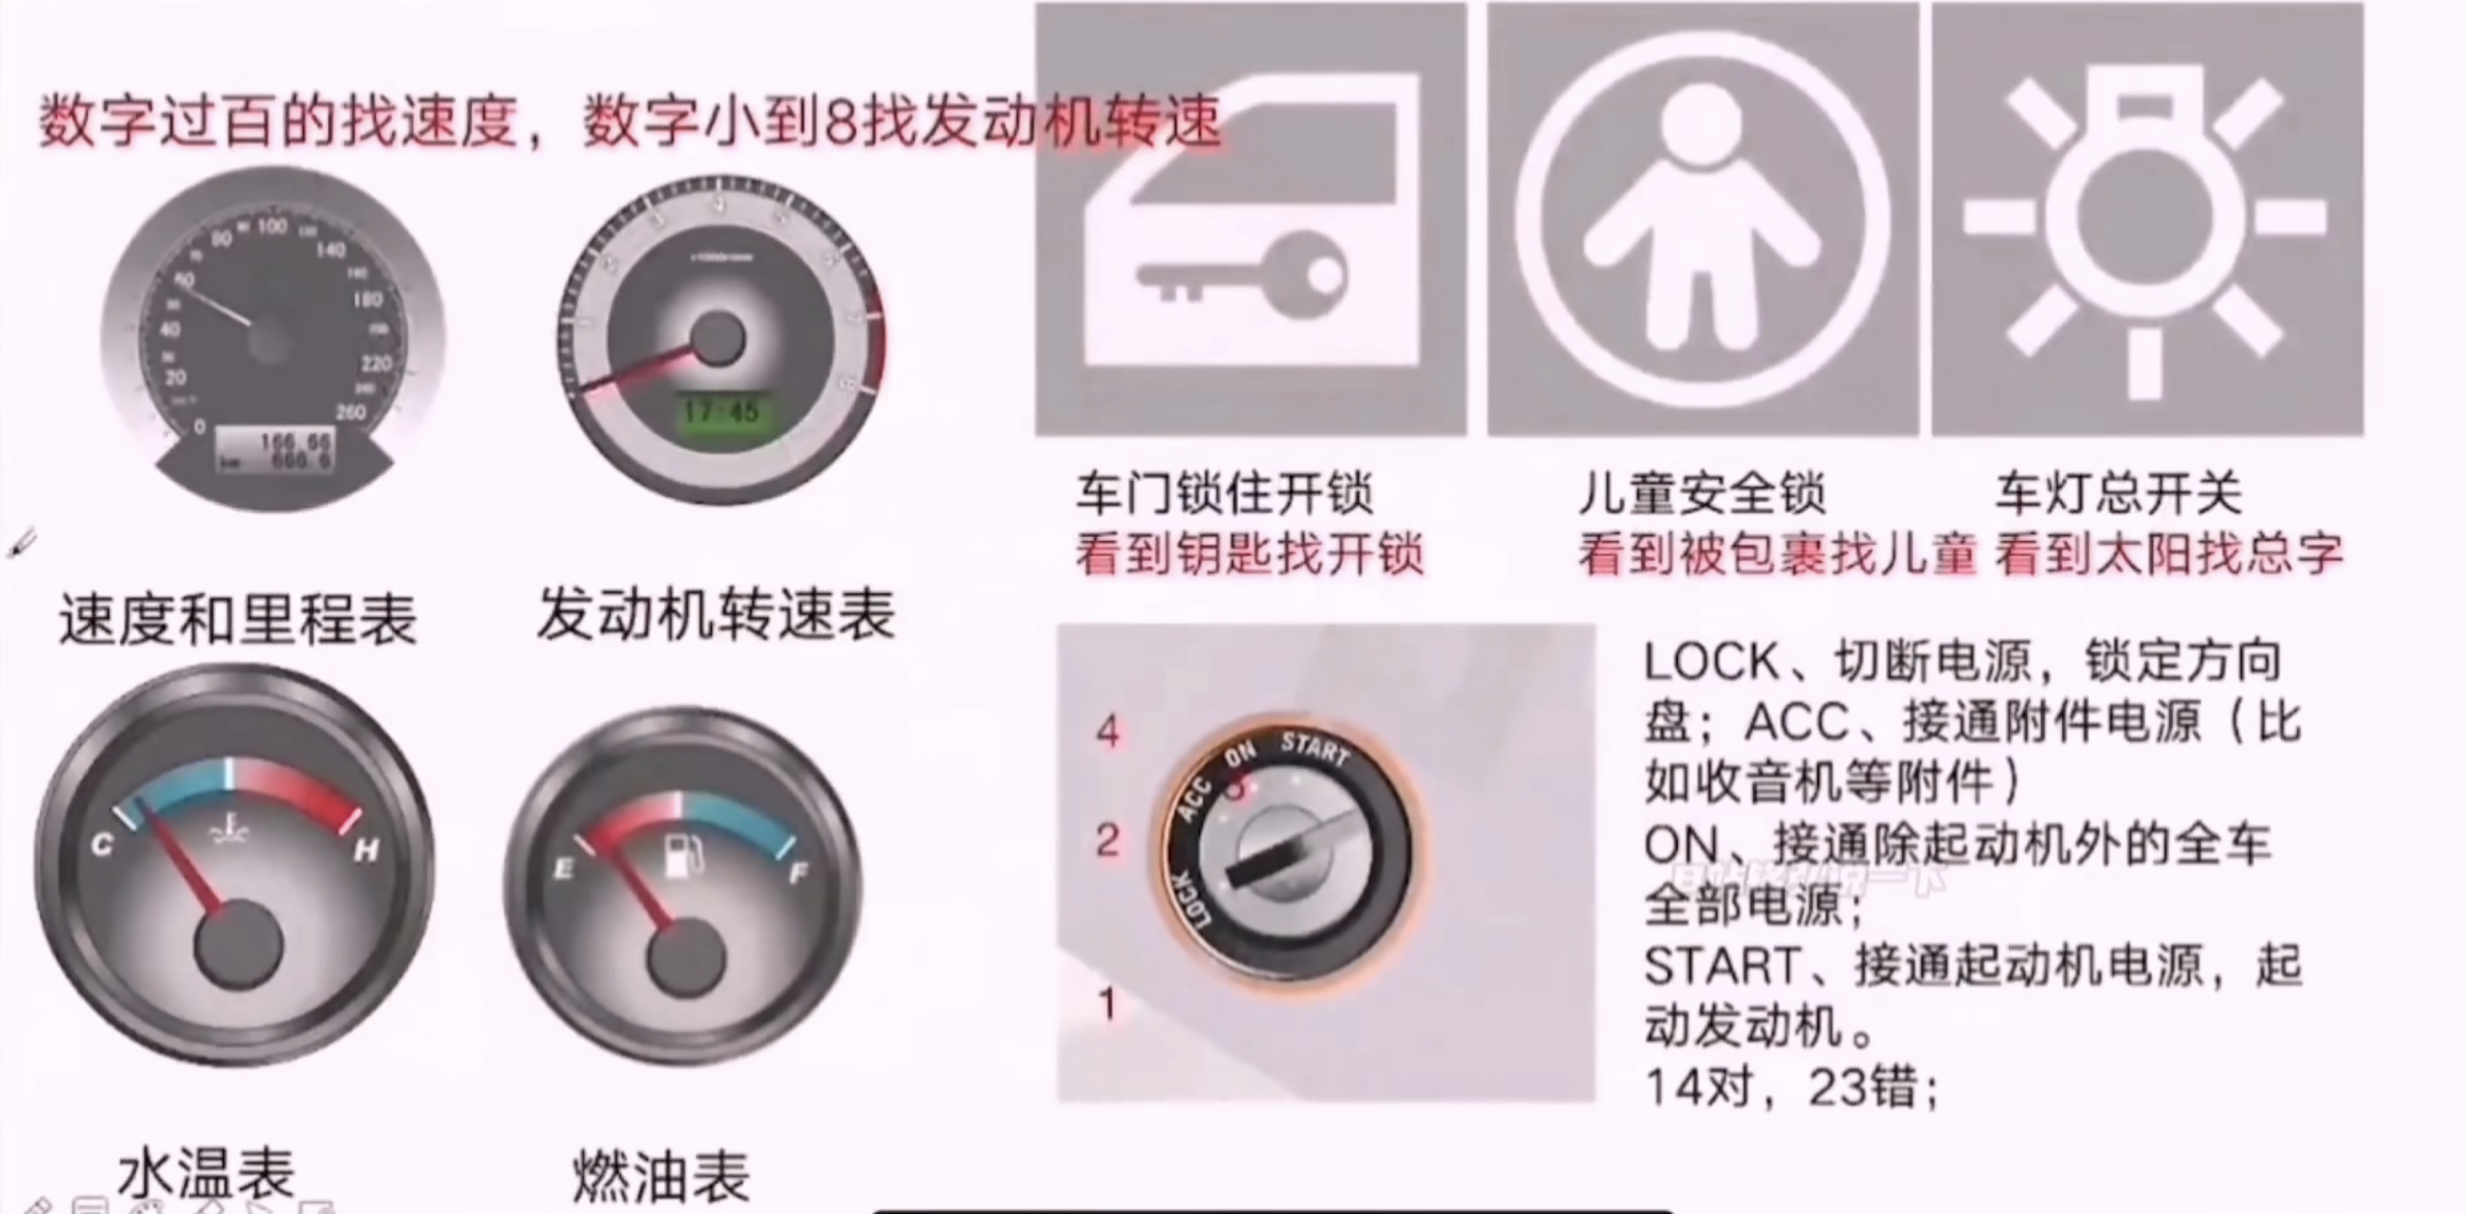 数字过百的找速度，数字小到8找发动机转速
100
80
140
60
180
40
220
20
260
0
166.66
km 666.6
17:45
速度和里程表
发动机转速表
C
H
E
F
水温表
燃油表
车门锁住开锁
看到钥匙找开锁
儿童安全锁
看到被包裹找儿童
车灯总开关
看到太阳找总字
4
2
1
3
LOCK
ACC
ON
START
LOCK、切断电源，锁定方向
盘；ACC、接通附件电源（比
如收音机等附件）
ON、接通除起动机外的全车
全部电源；
START、接通起动机电源，起
动发动机。
14对，23错；